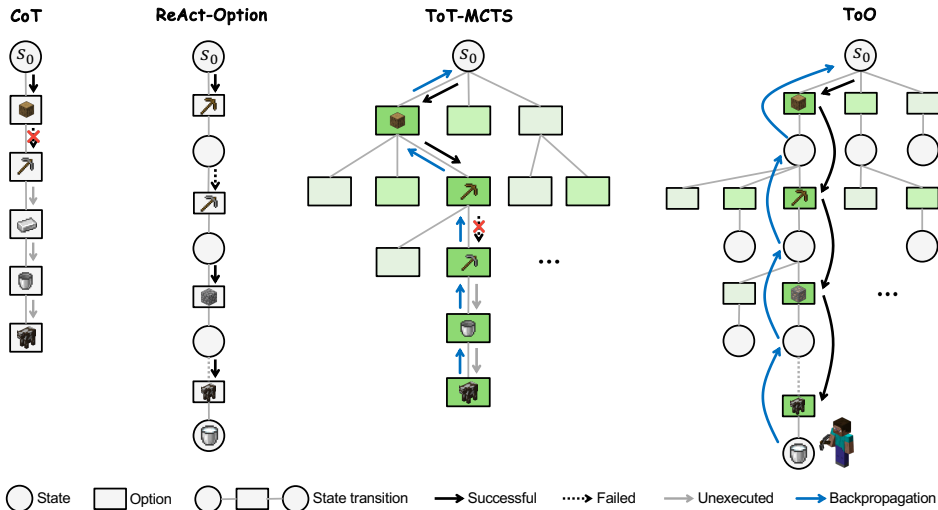 CoT
ReAct-Option
ToT-MCTS
ToO
S0
S0
S0
S0
...
...
State
Option
State transition
Successful
Failed
Unexecuted
Backpropagation